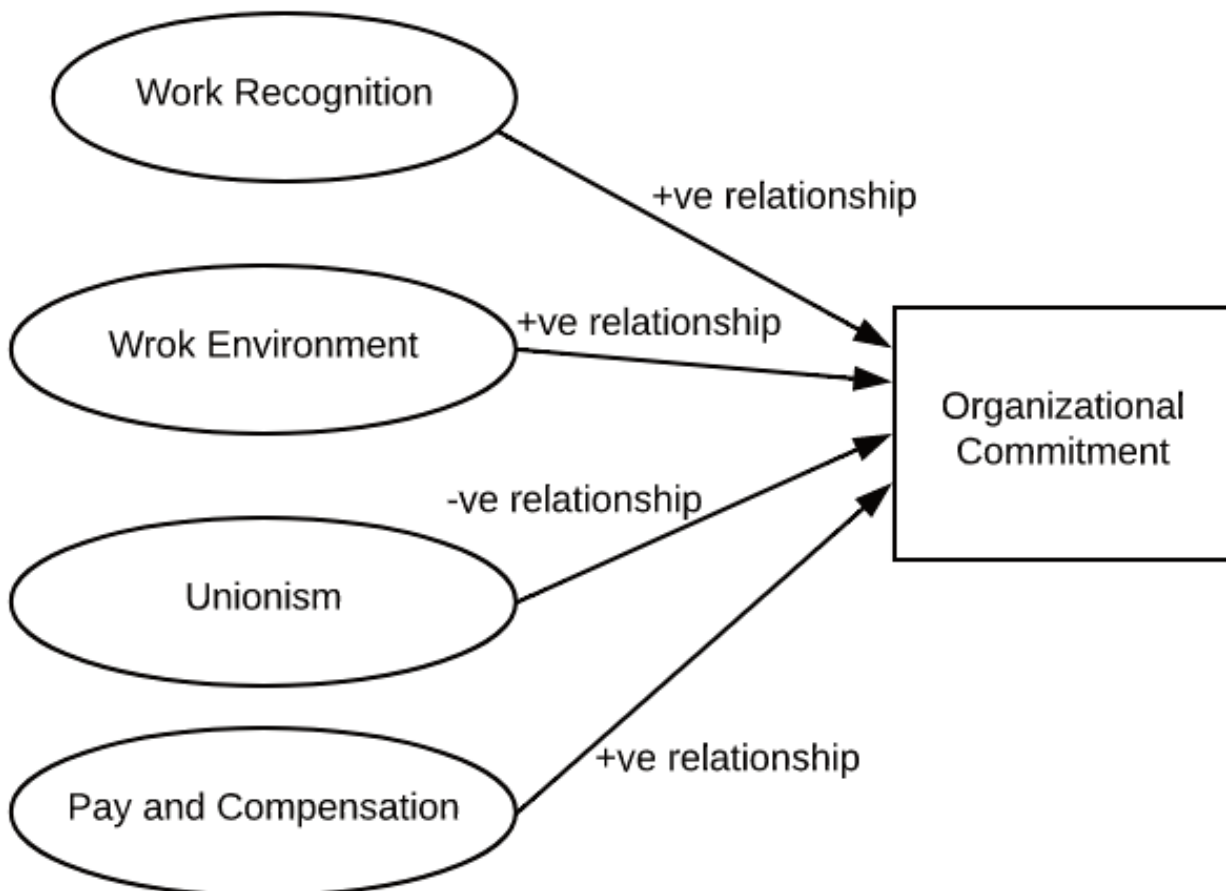 Work Recognition
+ve relationship
+ve relationship
Wrok Environment
Organizational
Commitment
-ve relationship
Unionism
+ve relationship
Pay and Compensation